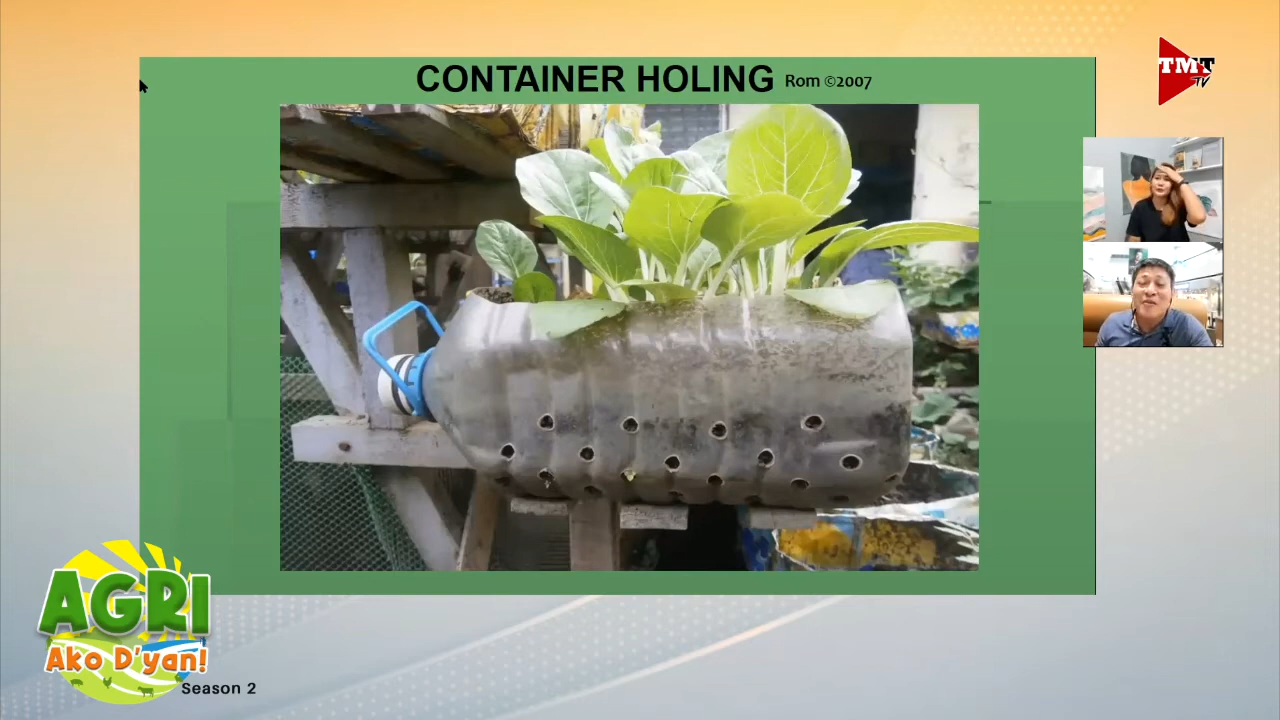 CONTAINER HOLING Rom ©2007
TMT
TV
AGRI
Ako D'yan!
Season 2